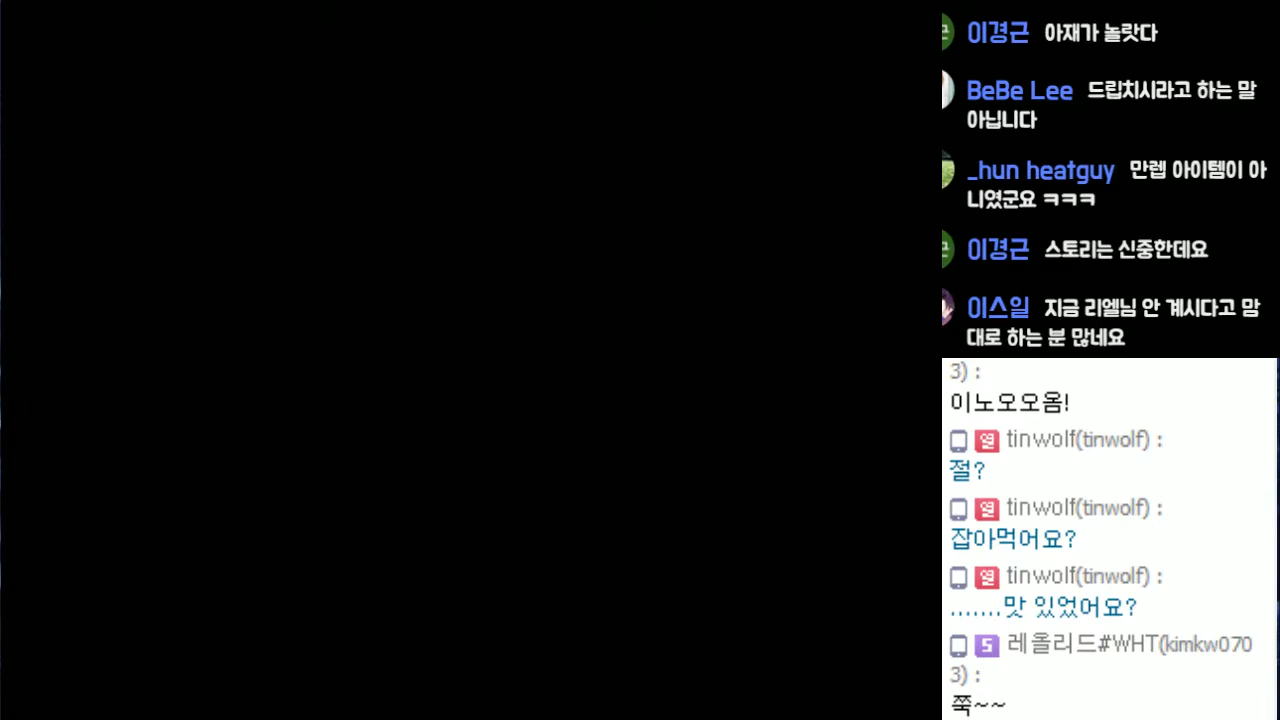 이경근 아재가 놀랏다
BeBe Lee 드립치시라고 하는 말
아닙니다
_hun heatguy 만렙 아이템이 아
니였군요 ㅋㅋㅋ
이경근 스토리는 신중한데요
이스일 지금 리엘님 안 계시다고 맘
대로 하는 분 많네요
3) :
이노오오옴!
열 tinwolf(tinwolf) :
절?
열 tinwolf(tinwolf) :
잡아먹어요?
열 tinwolf(tinwolf) :
.......맛 있었어요?
S 레올리드#WHT(kimkw070
3) :
쭉~~